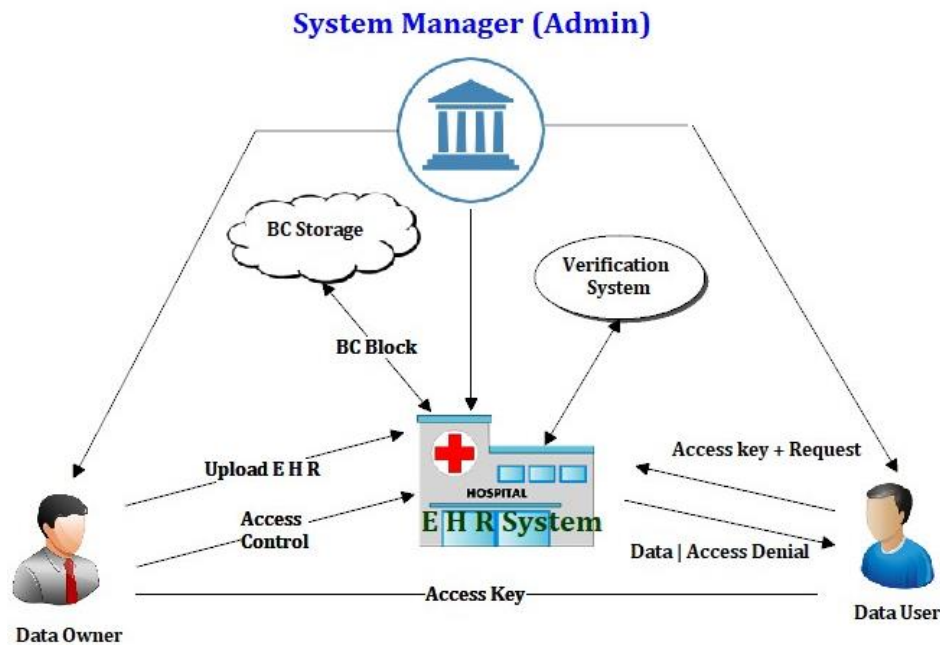 System Manager (Admin)
BC Storage
Verification
System
BC Block
Upload E H R
Access
Control
HOSPITAL
E H R System
Access key + Request
Data | Access Denial
Access Key
Data Owner
Data User